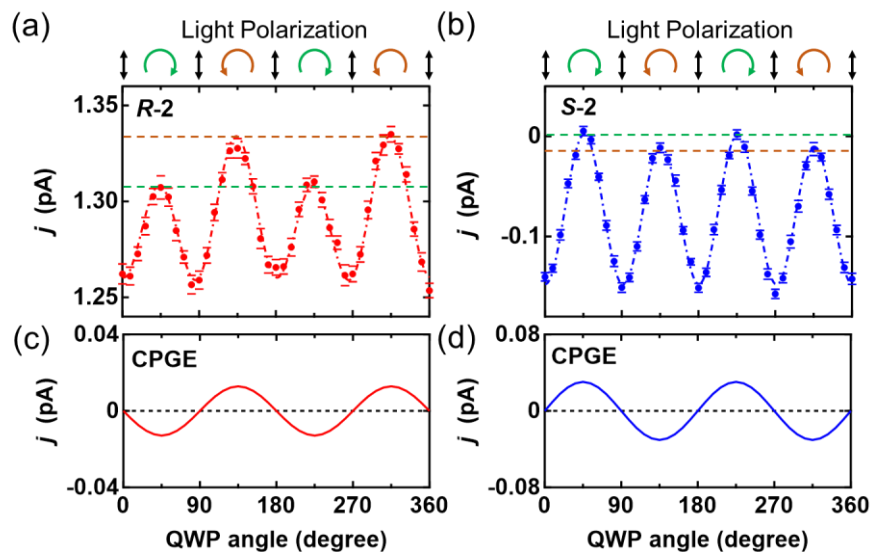 (a) Light Polarization
(b) Light Polarization
R-2
1.35
1.30
1.25
j (pA)
S-2
0
-0.1
j (pA)
(c)
CPGE
0.04
0
-0.04
j (pA)
0 90 180 270 360
QWP angle (degree)
(d)
CPGE
0.08
0
-0.08
j (pA)
0 90 180 270 360
QWP angle (degree)